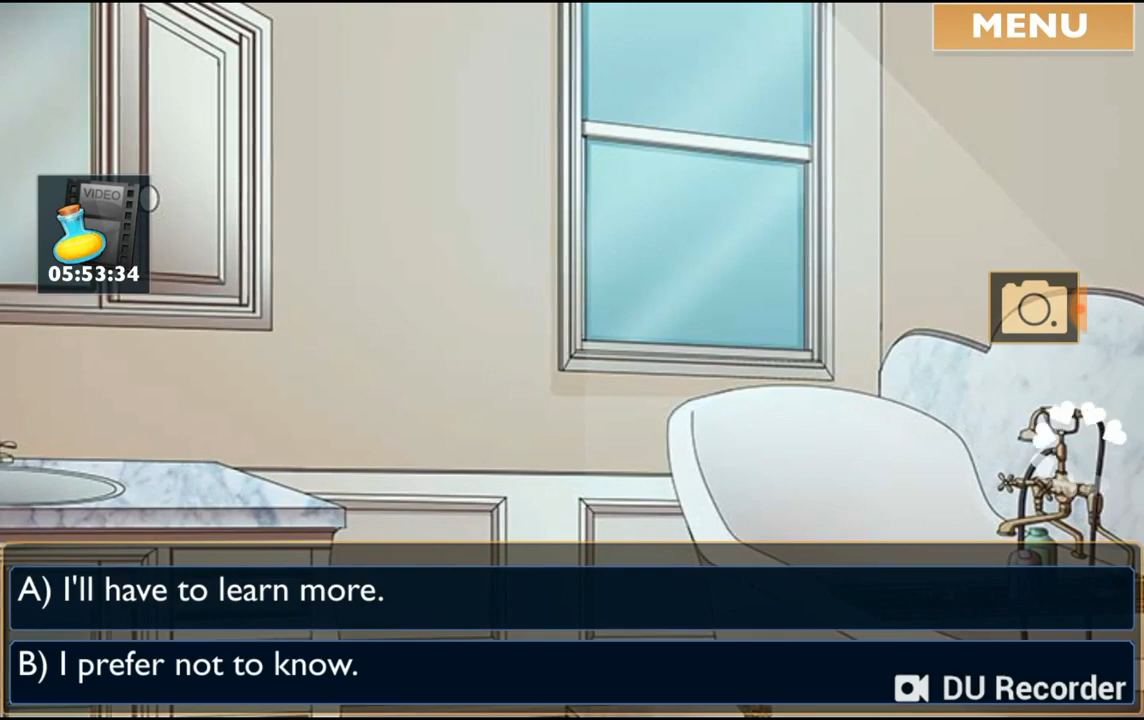 MENU
VIDEO
05:53:34
A) I'll have to learn more.
B) I prefer not to know.
DU Recorder